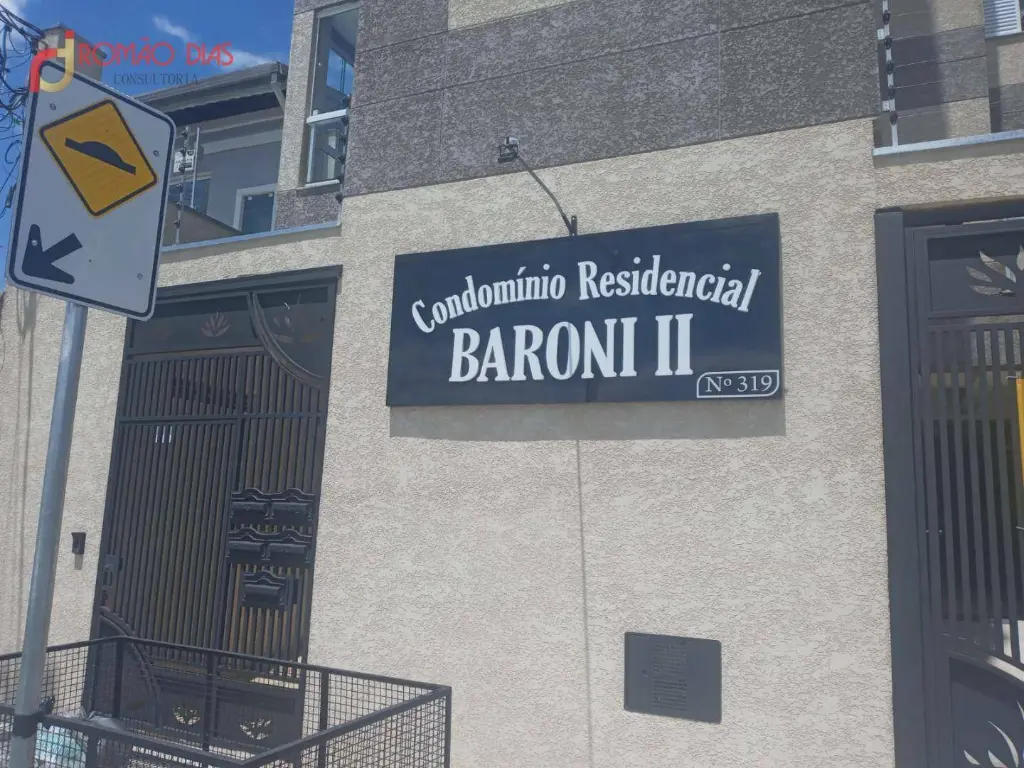 ROMÃO DIAS
CONSULTORIA
Condomínio Residencial
BARONI II
Nº 319